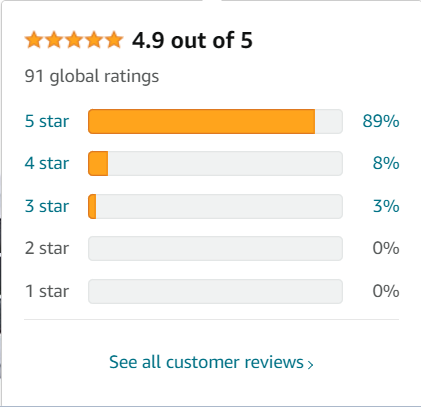 4.9 out of 5
91 global ratings
5 star 89%
4 star 8%
3 star 3%
2 star 0%
1 star 0%
See all customer reviews ›